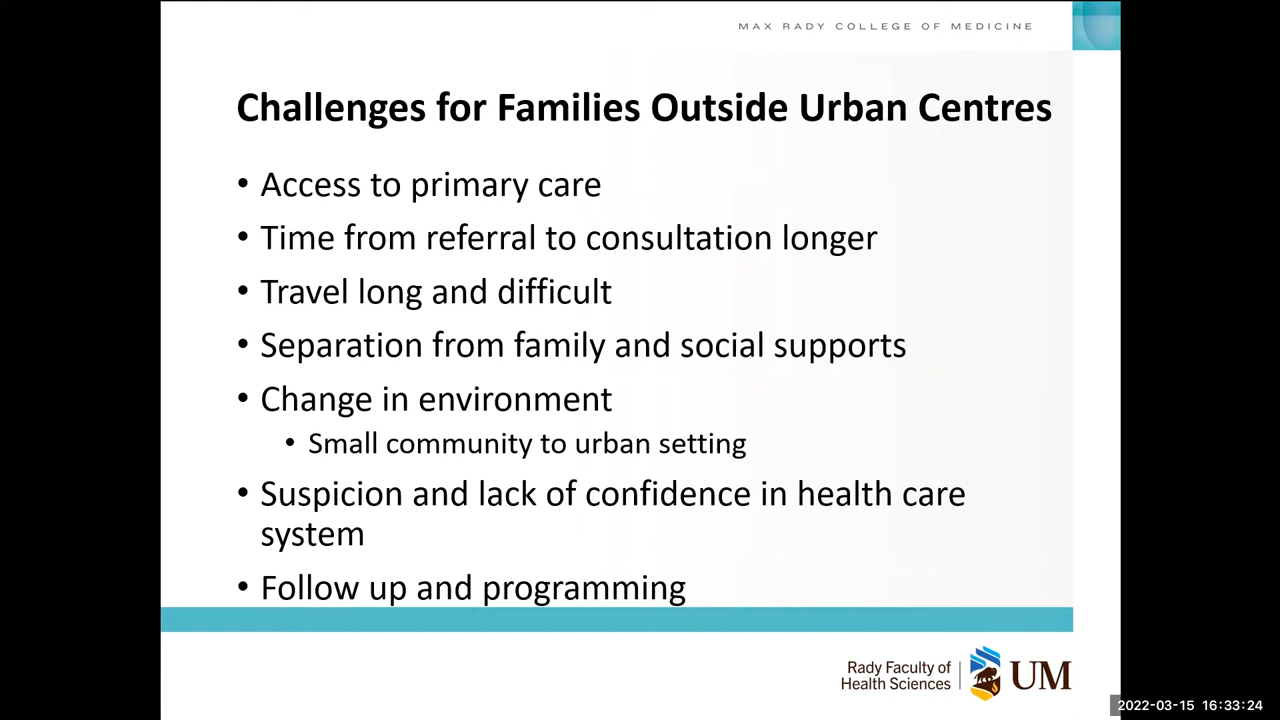 MAX RADY COLLEGE OF MEDICINE
Challenges for Families Outside Urban Centres
• Access to primary care
• Time from referral to consultation longer
• Travel long and difficult
• Separation from family and social supports
• Change in environment
• Small community to urban setting
• Suspicion and lack of confidence in health care
system
• Follow up and programming
Rady Faculty of
Health Sciences
UM
2022-03-15 16:33:24